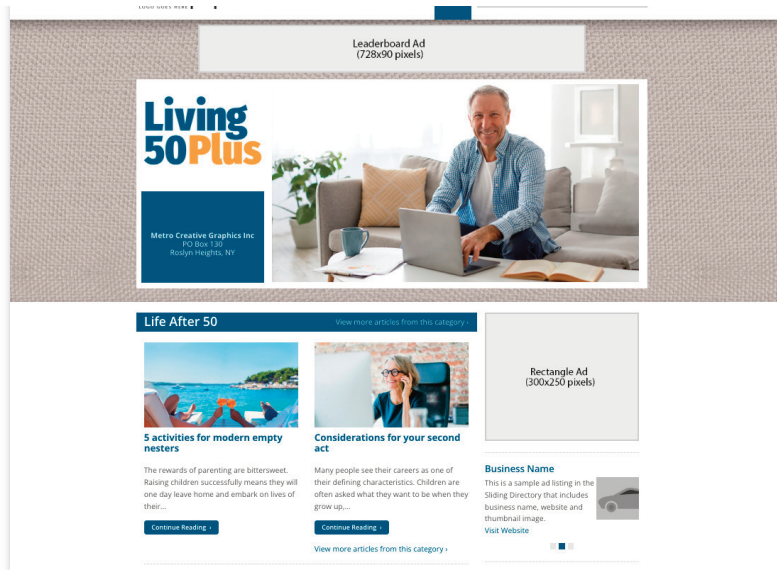 LOGO GOES HERE
Leaderboard Ad
(728x90 pixels)
Living
50Plus
Metro Creative Graphics Inc
PO Box 130
Roslyn Heights, NY
Life After 50
View more articles from this category ›
5 activities for modern empty
nesters
The rewards of parenting are bittersweet.
Raising children successfully means they will
one day leave home and embark on lives of
their...
Continue Reading ›
Considerations for your second
act
Many people see their careers as one of
their defining characteristics. Children are
often asked what they want to be when they
grow up,...
Continue Reading ›
View more articles from this category ›
Rectangle Ad
(300x250 pixels)
Business Name
This is a sample ad listing in the
Sliding Directory that includes
business name, website and
thumbnail image.
Visit Website